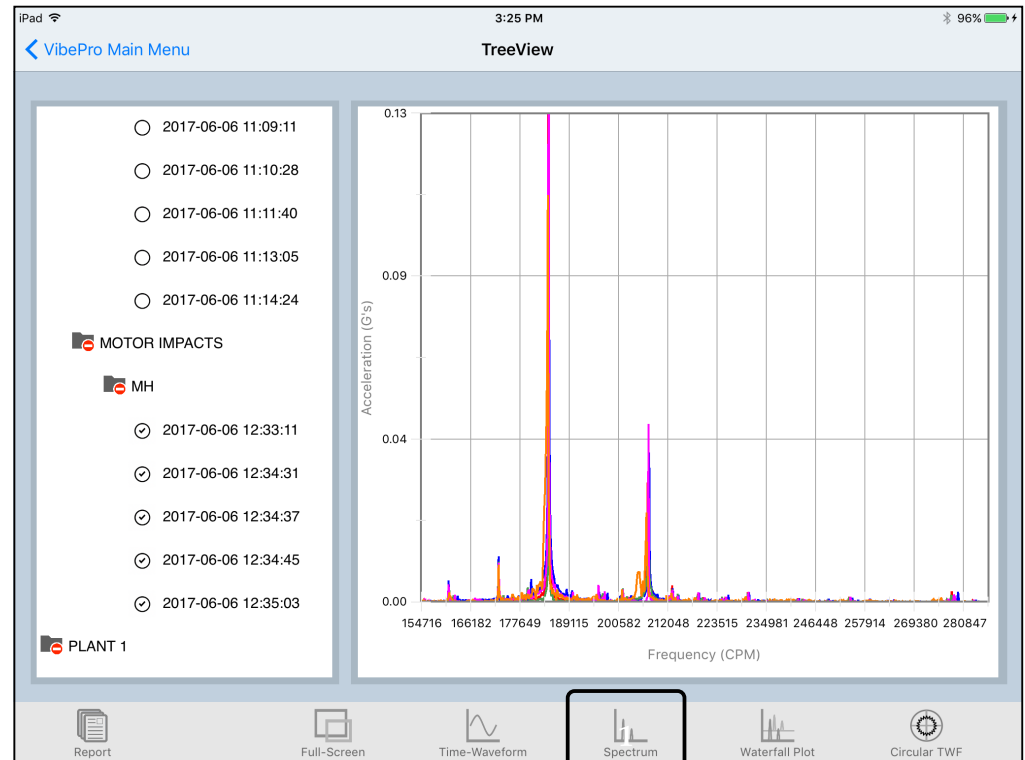 iPad 3:25 PM 96%
VibePro Main Menu TreeView
2017-06-06 11:09:11
2017-06-06 11:10:28
2017-06-06 11:11:40
2017-06-06 11:13:05
2017-06-06 11:14:24
MOTOR IMPACTS
MH
2017-06-06 12:33:11
2017-06-06 12:34:31
2017-06-06 12:34:37
2017-06-06 12:34:45
2017-06-06 12:35:03
PLANT 1
0.13
0.09
0.04
0.00
Acceleration (G's)
154716 166182 177649 189115 200582 212048 223515 234981 246448 257914 269380 280847
Frequency (CPM)
1
Report Full-Screen Time-Waveform Spectrum Waterfall Plot Circular TWF